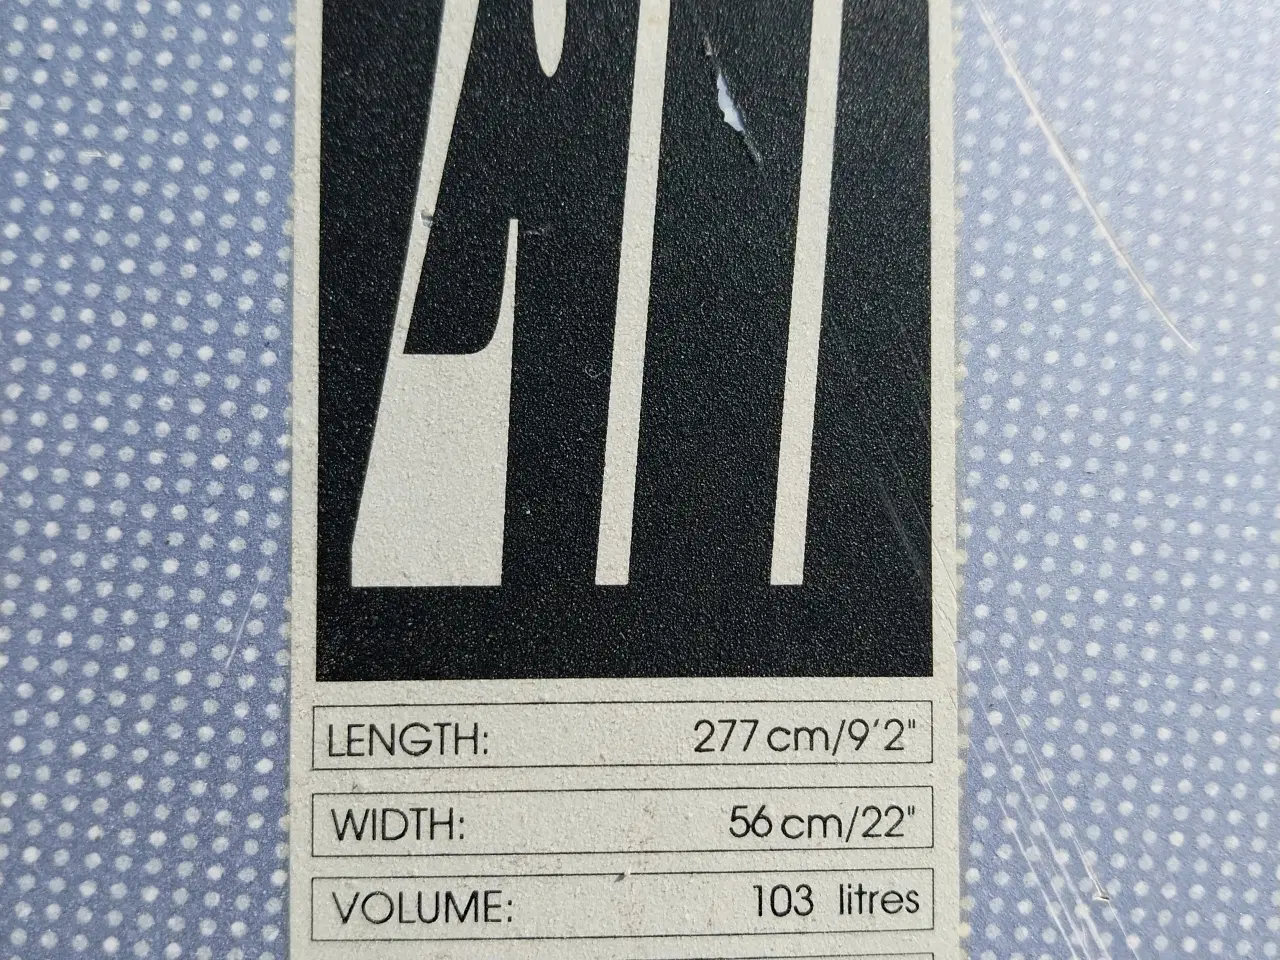 277
LENGTH: 277 cm/9'2"
WIDTH: 56 cm/22"
VOLUME: 103 litres